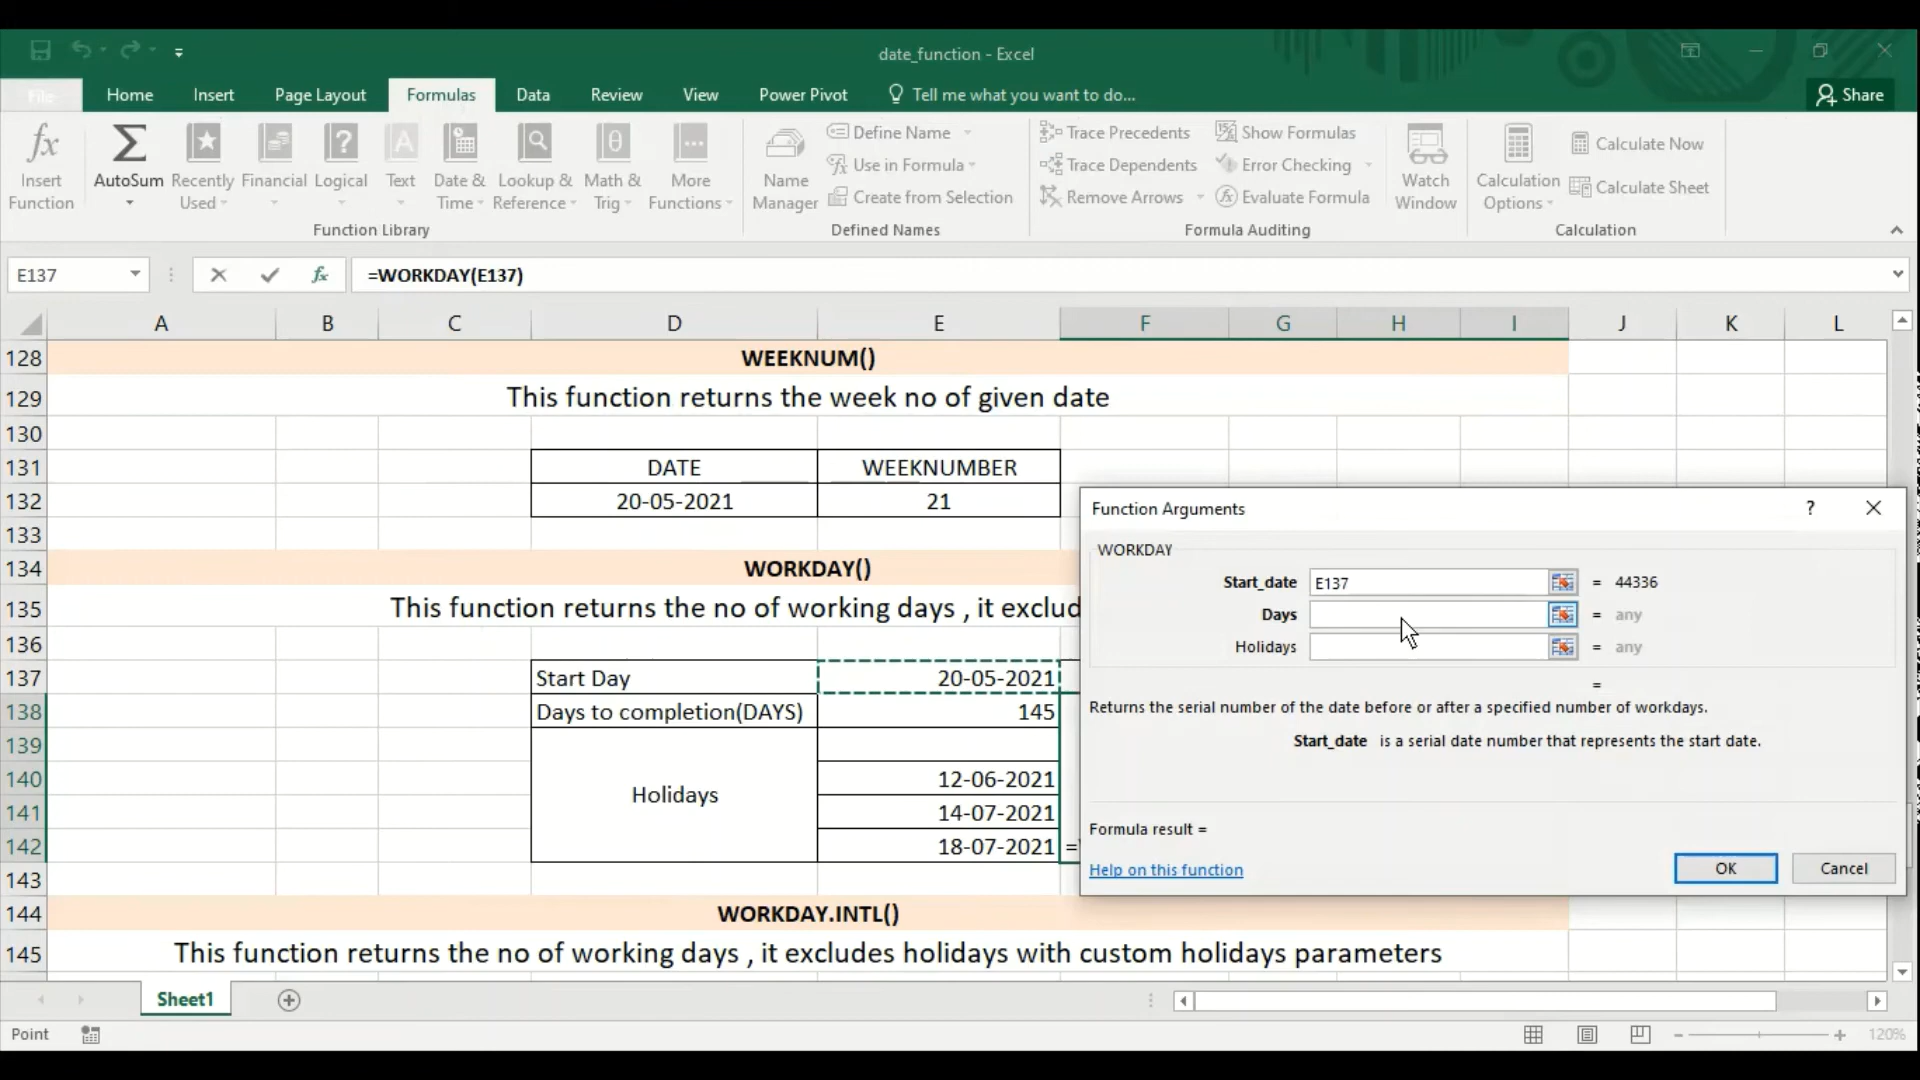 date_function - Excel
File
Home
Insert
Page Layout
Formulas
Data
Review
View
Power Pivot
Tell me what you want to do...
Share
Insert
Function
AutoSum
Recently
Used
Financial
Logical
Text
Date &
Time
Lookup &
Reference
Math &
Trig
More
Functions
Function Library
Name
Manager
Define Name
Use in Formula
Create from Selection
Defined Names
Trace Precedents
Trace Dependents
Remove Arrows
Show Formulas
Error Checking
Evaluate Formula
Formula Auditing
Watch
Window
Calculation
Options
Calculate Now
Calculate Sheet
Calculation
E137
fx
=WORKDAY(E137)
A B C D E F G H I J K L
128 WEEKNUM()
129 This function returns the week no of given date
130
131 DATE WEEKNUMBER
132 20-05-2021 21
133
134 WORKDAY()
135 This function returns the no of working days , it exclud
136
137 Start Day 20-05-2021
138 Days to completion(DAYS) 145
139
140 12-06-2021
Holidays
141 14-07-2021
142 18-07-2021 =
143
144 WORKDAY.INTL()
145 This function returns the no of working days , it excludes holidays with custom holidays parameters
Function Arguments ?
WORKDAY
Start_date E137 = 44336
Days = any
Holidays = any
=
Returns the serial number of the date before or after a specified number of workdays.
Start_date is a serial date number that represents the start date.
Formula result =
Help on this function
OK
Cancel
Sheet1
Point
120%